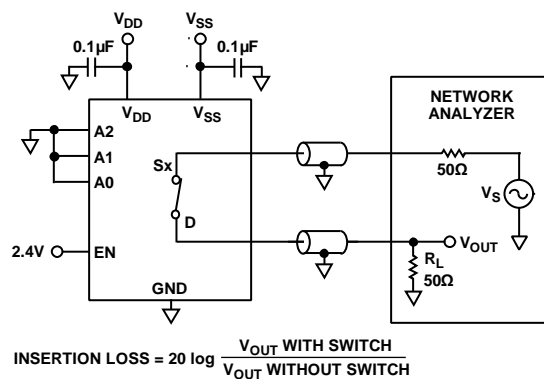 VDD
VSS
0.1µF
0.1µF
VDD
VSS
A2
A1
A0
Sx
D
2.4V
EN
GND
NETWORK
ANALYZER
50Ω
VS
VOUT
RL
50Ω
INSERTION LOSS = 20 log
VOUT WITH SWITCH
VOUT WITHOUT SWITCH